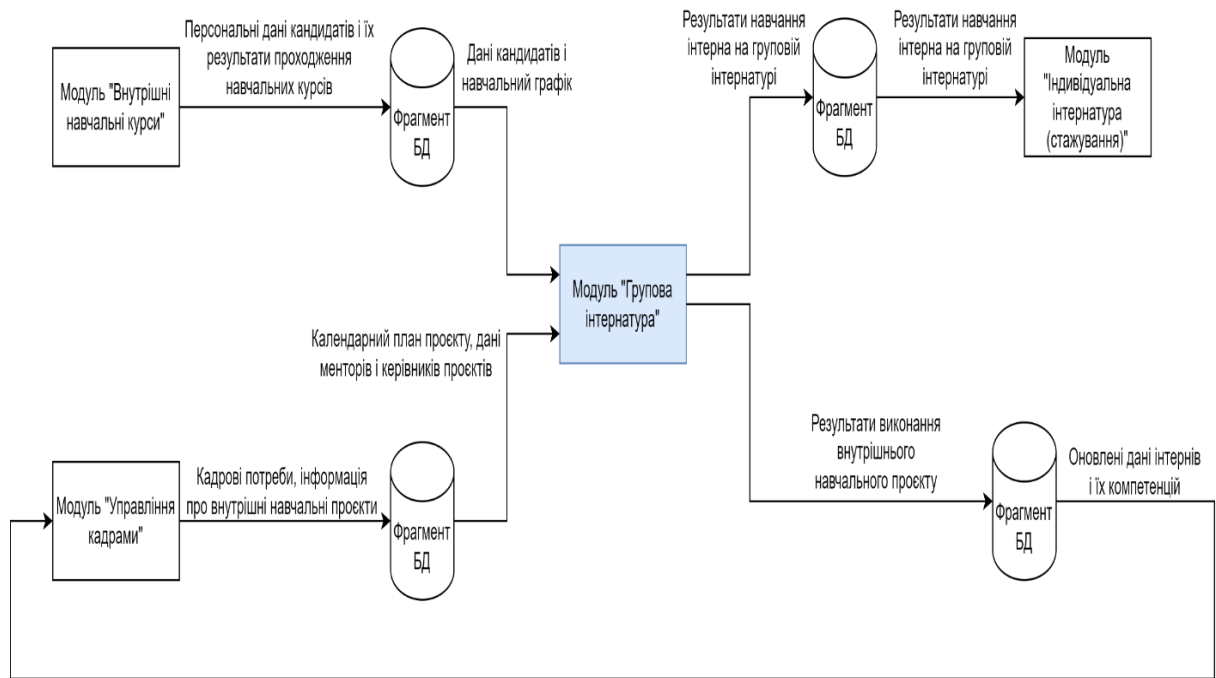 Модуль "Внутрішні
навчальні курси"
Персональні дані кандидатів і їх
результати проходження
навчальних курсів
Фрагмент
БД
Дані кандидатів і
навчальний графік
Результати навчання
інтерна на груповій
інтернатурі
Фрагмент
БД
Результати навчання
інтерна на груповій
інтернатурі
Модуль
"Індивідуальна
інтернатура
(стажування)"
Модуль "Групова
інтернатура"
Календарний план проєкту, дані
менторів і керівників проєктів
Модуль "Управління
кадрами"
Кадрові потреби, інформація
про внутрішні навчальні проєкти
Фрагмент
БД
Результати виконання
внутрішнього
навчального проєкту
Фрагмент
БД
Оновлені дані інтернів
і їх компетенцій